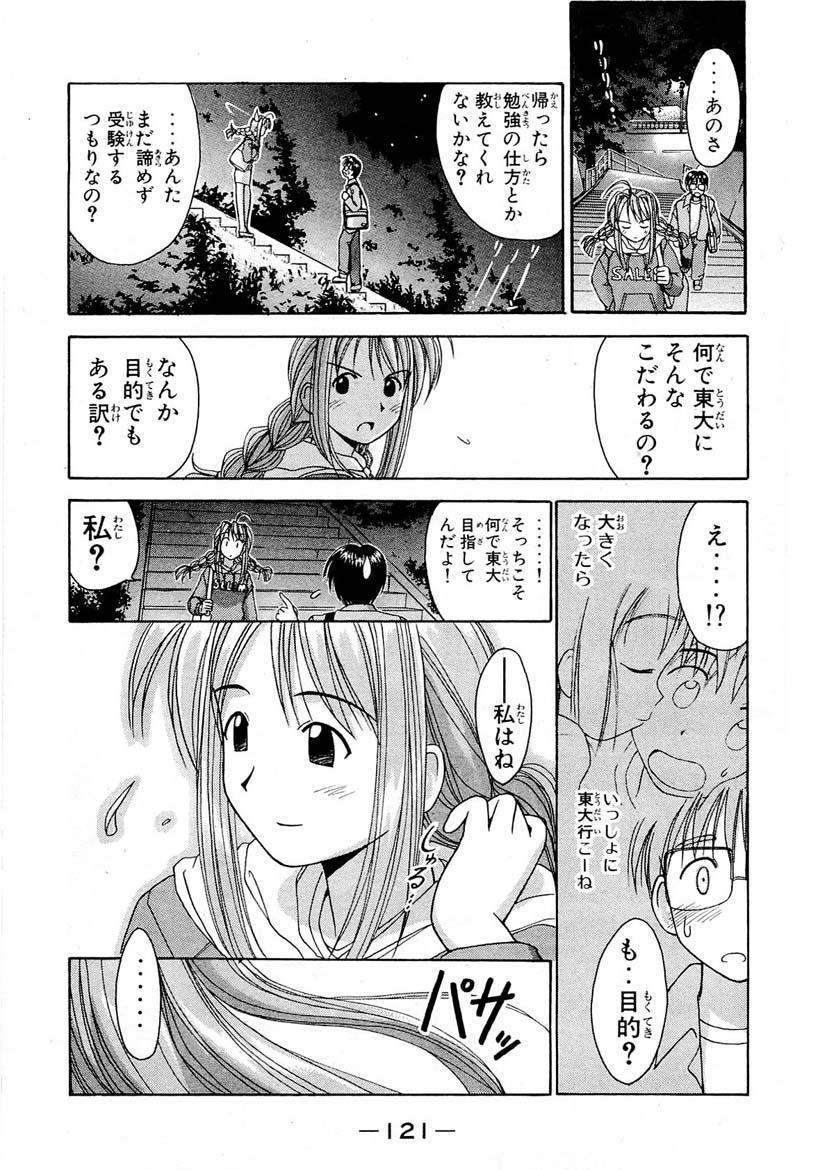 ・・・・あのさ
リリリリ・・・
SALE
帰ったら
勉強の仕方とか
教えてくれ
ないかな？
・・・・あんた
まだ諦めず
受験する
つもりなの？
何で東大に
そんな
こだわるの？
なんか
目的でも
ある訳？
え・・・・!?
大きく
なったら
いっしょに
東大行こーね
も・・目的？
・・・・・！
そっちこそ
何で東大
目指して
んだよ！
私？
―私はね
しゅる・・
パサッ
・・・・・
—121—